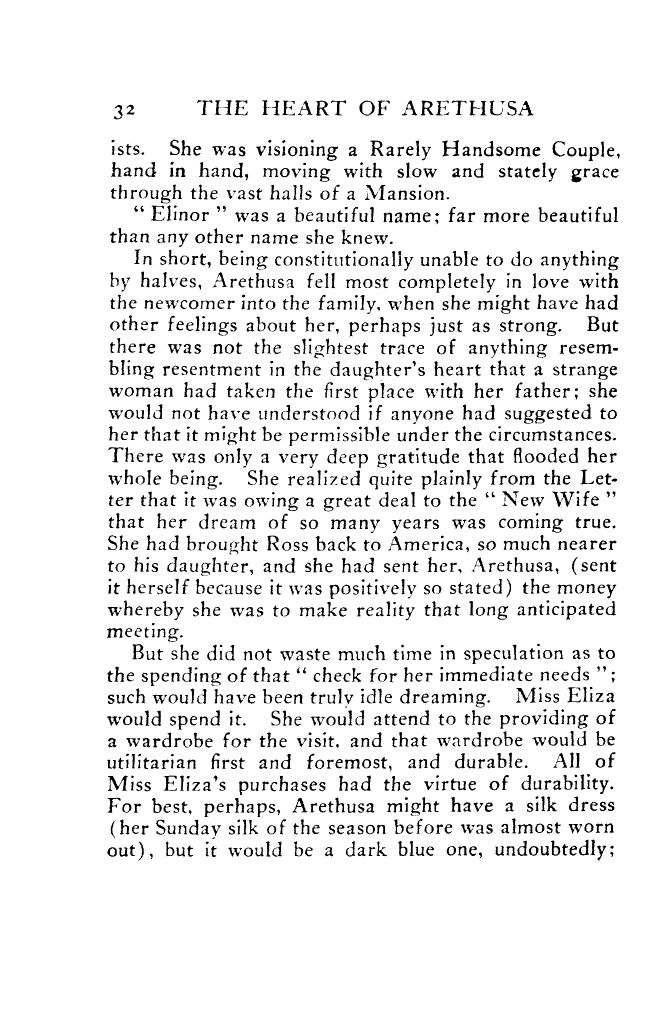 32 THE HEART OF ARETHUSA
ists. She was visioning a Rarely Handsome Couple,
hand in hand, moving with slow and stately grace
through the vast halls of a Mansion.
“ Elinor ” was a beautiful name; far more beautiful
than any other name she knew.
In short, being constitutionally unable to do anything
by halves, Arethusa fell most completely in love with
the newcomer into the family, when she might have had
other feelings about her, perhaps just as strong. But
there was not the slightest trace of anything resem-
bling resentment in the daughter's heart that a strange
woman had taken the first place with her father; she
would not have understood if anyone had suggested to
her that it might be permissible under the circumstances.
There was only a very deep gratitude that flooded her
whole being. She realized quite plainly from the Let-
ter that it was owing a great deal to the “ New Wife ”
that her dream of so many years was coming true.
She had brought Ross back to America, so much nearer
to his daughter, and she had sent her, Arethusa, (sent
it herself because it was positively so stated) the money
whereby she was to make reality that long anticipated
meeting.
But she did not waste much time in speculation as to
the spending of that “ check for her immediate needs ”;
such would have been truly idle dreaming. Miss Eliza
would spend it. She would attend to the providing of
a wardrobe for the visit, and that wardrobe would be
utilitarian first and foremost, and durable. All of
Miss Eliza's purchases had the virtue of durability.
For best, perhaps, Arethusa might have a silk dress
(her Sunday silk of the season before was almost worn
out), but it would be a dark blue one, undoubtedly;